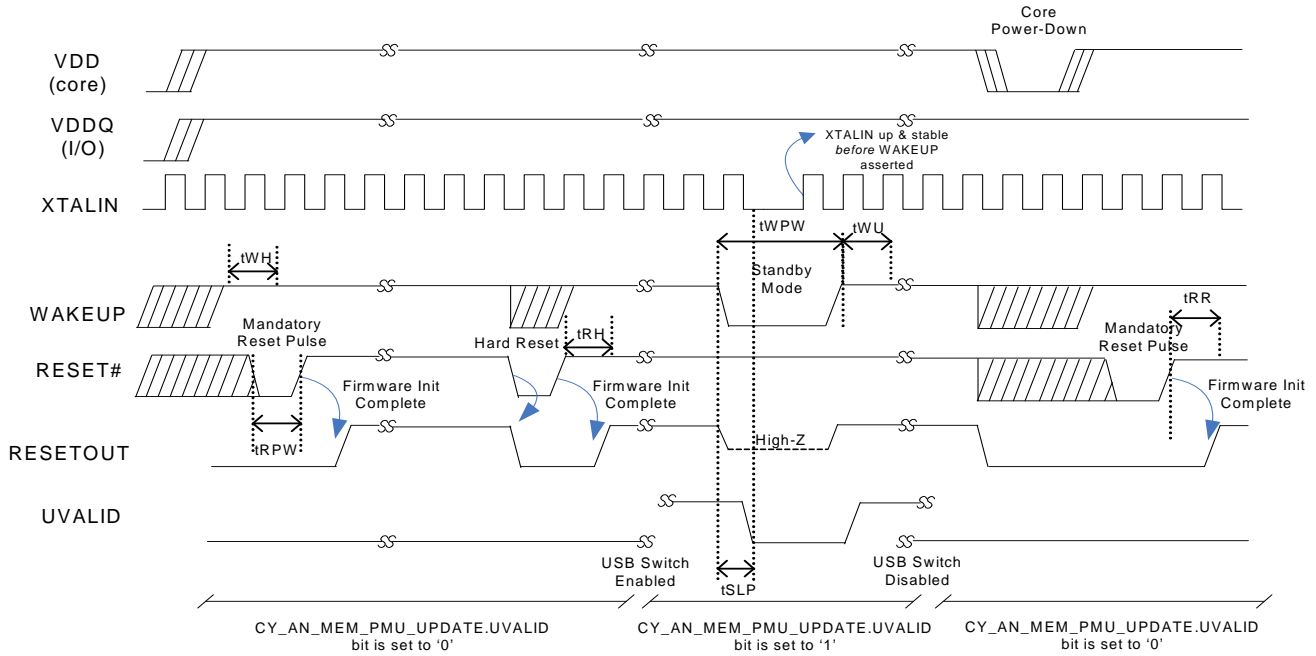 Core
Power-Down
VDD
(core)
VDDQ
(I/O)
XTALIN up & stable
before WAKEUP
asserted
XTALIN
tWH
tWPW
tWU
Standby
Mode
WAKEUP
Mandatory
Reset Pulse
Hard Reset
tRH
tRR
Mandatory
Reset Pulse
RESET#
Firmware Init
Complete
Firmware Init
Complete
Firmware Init
Complete
tRPW
High-Z
RESETOUT
UVALID
USB Switch
Enabled
tSLP
USB Switch
Disabled
CY_AN_MEM_PMU_UPDATE.UVALID
bit is set to ‘0’
CY_AN_MEM_PMU_UPDATE.UVALID
bit is set to ‘1’
CY_AN_MEM_PMU_UPDATE.UVALID
bit is set to ‘0’